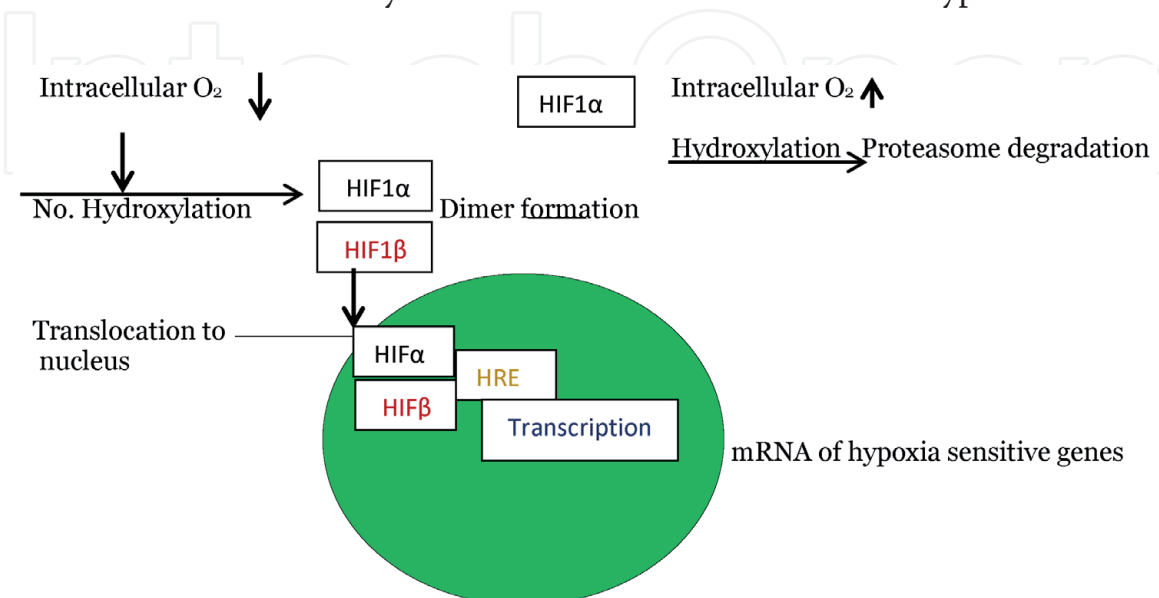 Intracellular O₂
HIF1α
Intracellular O₂
Hydroxylation
Proteasome degradation
No. Hydroxylation
HIF1α
Dimer formation
HIF1β
Translocation to
nucleus
HIFα
HRE
HIFβ
Transcription
mRNA of hypoxia sensitive genes